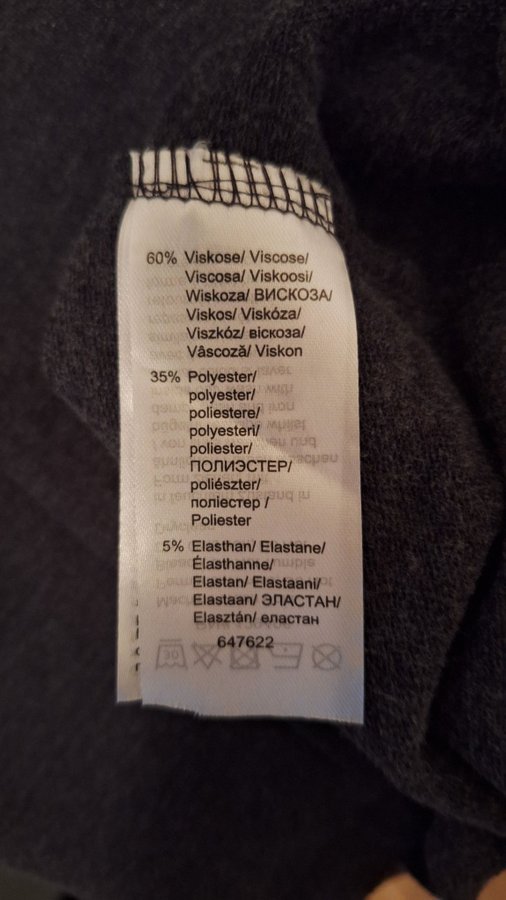 60% Viskose/ Viscose/
Viscosa/ Viskoosi/
Wiskoza/ ВИСКОЗА/
Viskos/ Viskóza/
Viszkóz/ віскоза/
Vâscoză/ Viskon
35% Polyester/
polyester/
poliestere/
polyesteri/
poliester/
ПОЛИЭСТЕР/
poliészter/
поліестер /
Poliester
5% Elasthan/ Elastane/
Élasthanne/
Elastan/ Elastaani/
Elastaan/ ЭЛАСТАН/
Elasztán/ еластан
647622
30